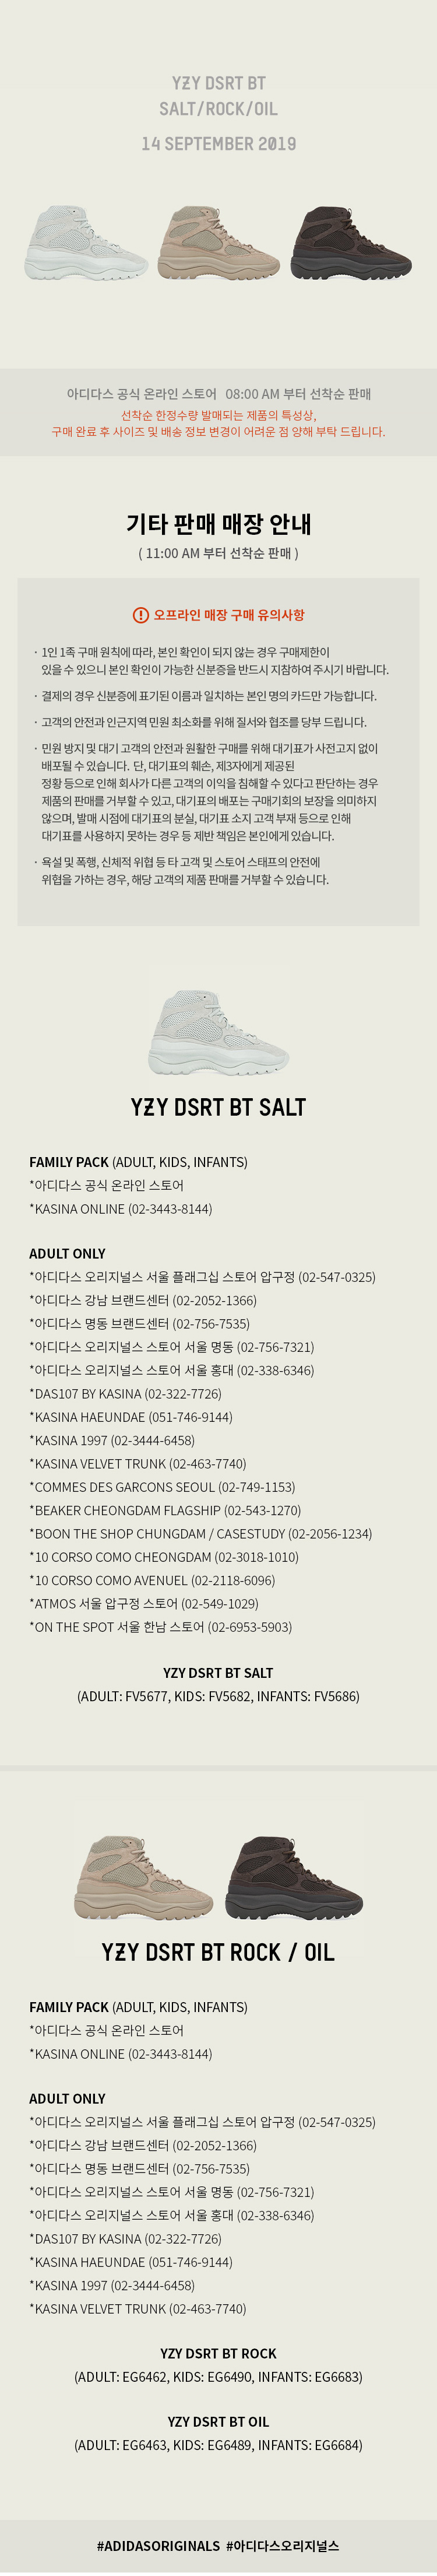 YƵY DSRT BT
SALT/ROCK/OIL
14 SEPTEMBER 2019
아디다스 공식 온라인 스토어 08:00 AM 부터 선착순 판매
선착순 한정수량 발매되는 제품의 특성상,
구매 완료 후 사이즈 및 배송 정보 변경이 어려운 점 양해 부탁 드립니다.
기타 판매 매장 안내
( 11:00 AM 부터 선착순 판매 )
오프라인 매장 구매 유의사항
· 1인 1족 구매 원칙에 따라, 본인 확인이 되지 않는 경우 구매제한이
있을 수 있으니 본인 확인이 가능한 신분증을 반드시 지참하여 주시기 바랍니다.
· 결제의 경우 신분증에 표기된 이름과 일치하는 본인 명의 카드만 가능합니다.
· 고객의 안전과 인근지역 민원 최소화를 위해 질서와 협조를 당부 드립니다.
· 민원 방지 및 대기 고객의 안전과 원활한 구매를 위해 대기표가 사전고지 없이
배포될 수 있습니다. 단, 대기표의 훼손, 제3자에게 제공된
정황 등으로 인해 회사가 다른 고객의 이익을 침해할 수 있다고 판단하는 경우
제품의 판매를 거부할 수 있고, 대기표의 배포는 구매기회의 보장을 의미하지
않으며, 발매 시점에 대기표의 분실, 대기표 소지 고객 부재 등으로 인해
대기표를 사용하지 못하는 경우 등 제반 책임은 본인에게 있습니다.
· 욕설 및 폭행, 신체적 위협 등 타 고객 및 스토어 스태프의 안전에
위협을 가하는 경우, 해당 고객의 제품 판매를 거부할 수 있습니다.
YƵY DSRT BT SALT
FAMILY PACK (ADULT, KIDS, INFANTS)
*아디다스 공식 온라인 스토어
*KASINA ONLINE (02-3443-8144)
ADULT ONLY
*아디다스 오리지널스 서울 플래그십 스토어 압구정 (02-547-0325)
*아디다스 강남 브랜드센터 (02-2052-1366)
*아디다스 명동 브랜드센터 (02-756-7535)
*아디다스 오리지널스 스토어 서울 명동 (02-756-7321)
*아디다스 오리지널스 스토어 서울 홍대 (02-338-6346)
*DAS107 BY KASINA (02-322-7726)
*KASINA HAEUNDAE (051-746-9144)
*KASINA 1997 (02-3444-6458)
*KASINA VELVET TRUNK (02-463-7740)
*COMMES DES GARCONS SEOUL (02-749-1153)
*BEAKER CHEONGDAM FLAGSHIP (02-543-1270)
*BOON THE SHOP CHUNGDAM / CASESTUDY (02-2056-1234)
*10 CORSO COMO CHEONGDAM (02-3018-1010)
*10 CORSO COMO AVENUEL (02-2118-6096)
*ATMOS 서울 압구정 스토어 (02-549-1029)
*ON THE SPOT 서울 한남 스토어 (02-6953-5903)
YZY DSRT BT SALT
(ADULT: FV5677, KIDS: FV5682, INFANTS: FV5686)
YƵY DSRT BT ROCK / OIL
FAMILY PACK (ADULT, KIDS, INFANTS)
*아디다스 공식 온라인 스토어
*KASINA ONLINE (02-3443-8144)
ADULT ONLY
*아디다스 오리지널스 서울 플래그십 스토어 압구정 (02-547-0325)
*아디다스 강남 브랜드센터 (02-2052-1366)
*아디다스 명동 브랜드센터 (02-756-7535)
*아디다스 오리지널스 스토어 서울 명동 (02-756-7321)
*아디다스 오리지널스 스토어 서울 홍대 (02-338-6346)
*DAS107 BY KASINA (02-322-7726)
*KASINA HAEUNDAE (051-746-9144)
*KASINA 1997 (02-3444-6458)
*KASINA VELVET TRUNK (02-463-7740)
YZY DSRT BT ROCK
(ADULT: EG6462, KIDS: EG6490, INFANTS: EG6683)
YZY DSRT BT OIL
(ADULT: EG6463, KIDS: EG6489, INFANTS: EG6684)
#ADIDASORIGINALS #아디다스오리지널스